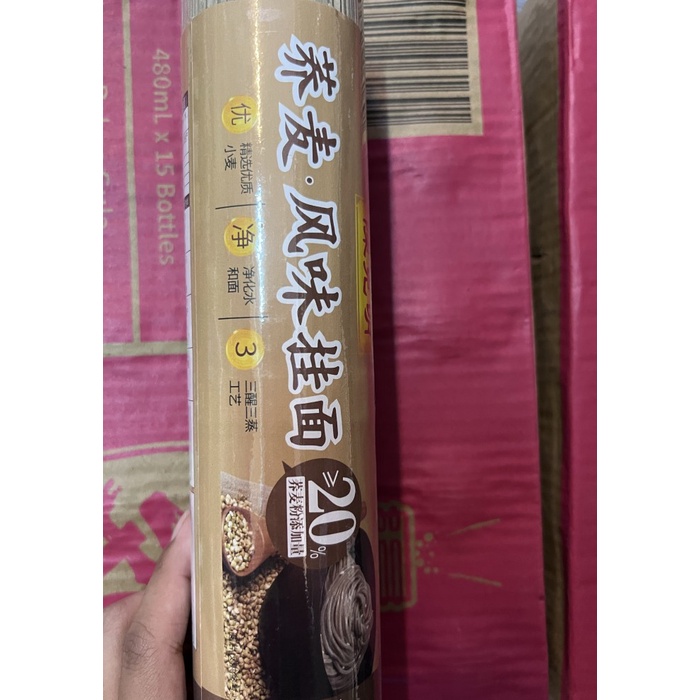 荞麦·风味挂面
优
精选优质
小麦
净
净化水
和面
3
三醒三蒸
工艺
≥20%
荞麦粉添加量
480mL x 15 Bottles